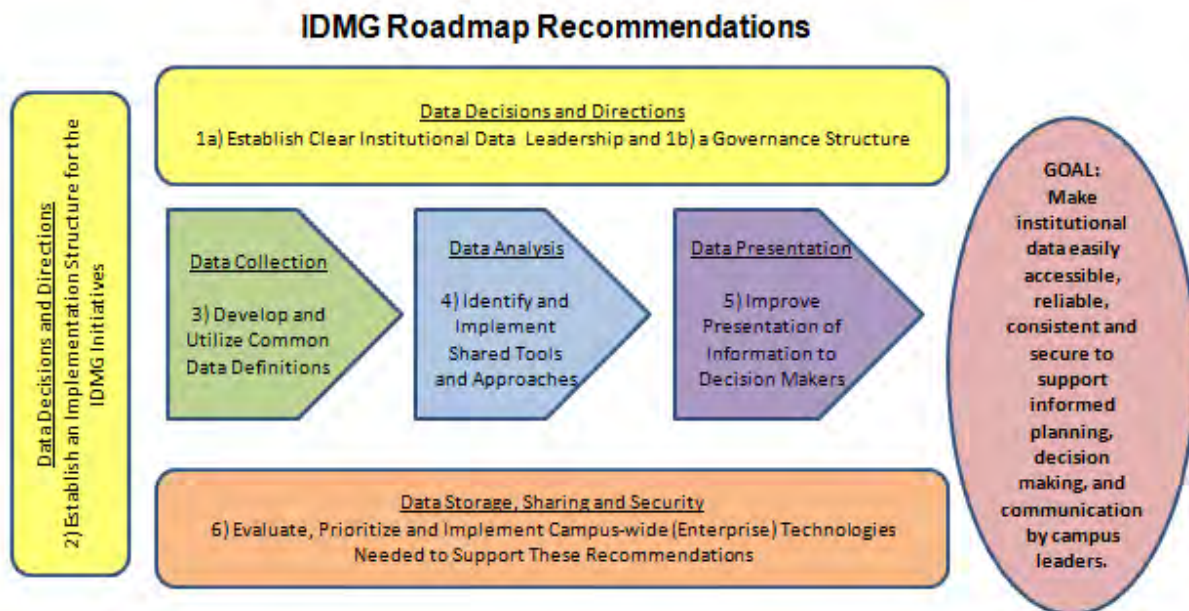 IDMG Roadmap Recommendations
Data Decisions and Directions
2) Establish an Implementation Structure for the
IDMG Initiatives
Data Decisions and Directions
1a) Establish Clear Institutional Data Leadership and 1b) a Governance Structure
Data Collection
3) Develop and
Utilize Common
Data Definitions
Data Analysis
4) Identify and
Implement
Shared Tools
and Approaches
Data Presentation
5) Improve
Presentation of
Information to
Decision Makers
Data Storage, Sharing and Security
6) Evaluate, Prioritize and Implement Campus-wide (Enterprise) Technologies
Needed to Support These Recommendations
GOAL:
Make
institutional
data easily
accessible,
reliable,
consistent and
secure to
support
informed
planning,
decision
making, and
communication
by campus
leaders.